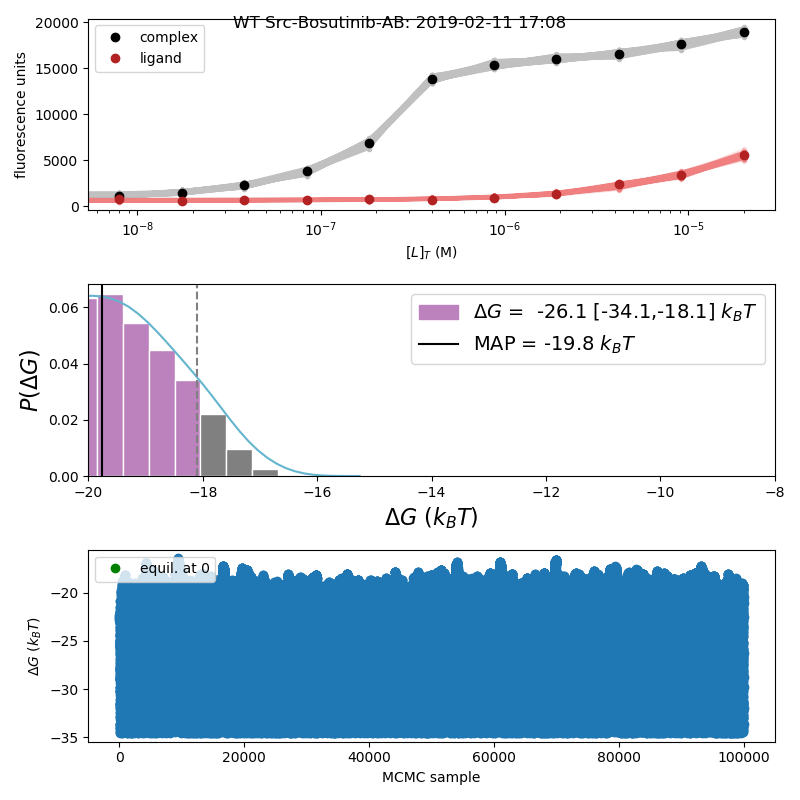 WT Src-Bosutinib-AB: 2019-02-11 17:08
complex
ligand
fluorescence units
20000
15000
10000
5000
0
10⁻⁸ 10⁻⁷ 10⁻⁶ 10⁻⁵
[L]_T (M)
ΔG = -26.1 [-34.1,-18.1] k_BT
MAP = -19.8 k_BT
P(ΔG)
0.06
0.04
0.02
0.00
−20 −18 −16 −14 −12 −10 −8
ΔG (k_BT)
equil. at 0
ΔG (k_BT)
−20
−25
−30
−35
0 20000 40000 60000 80000 100000
MCMC sample